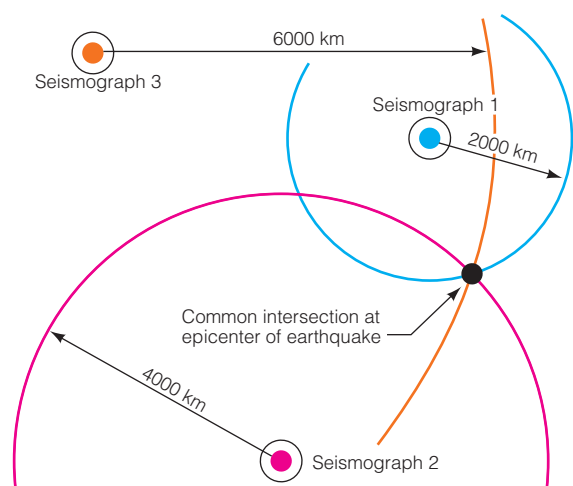 6000 km
Seismograph 3
Seismograph 1
2000 km
Common intersection at
epicenter of earthquake
4000 km
Seismograph 2